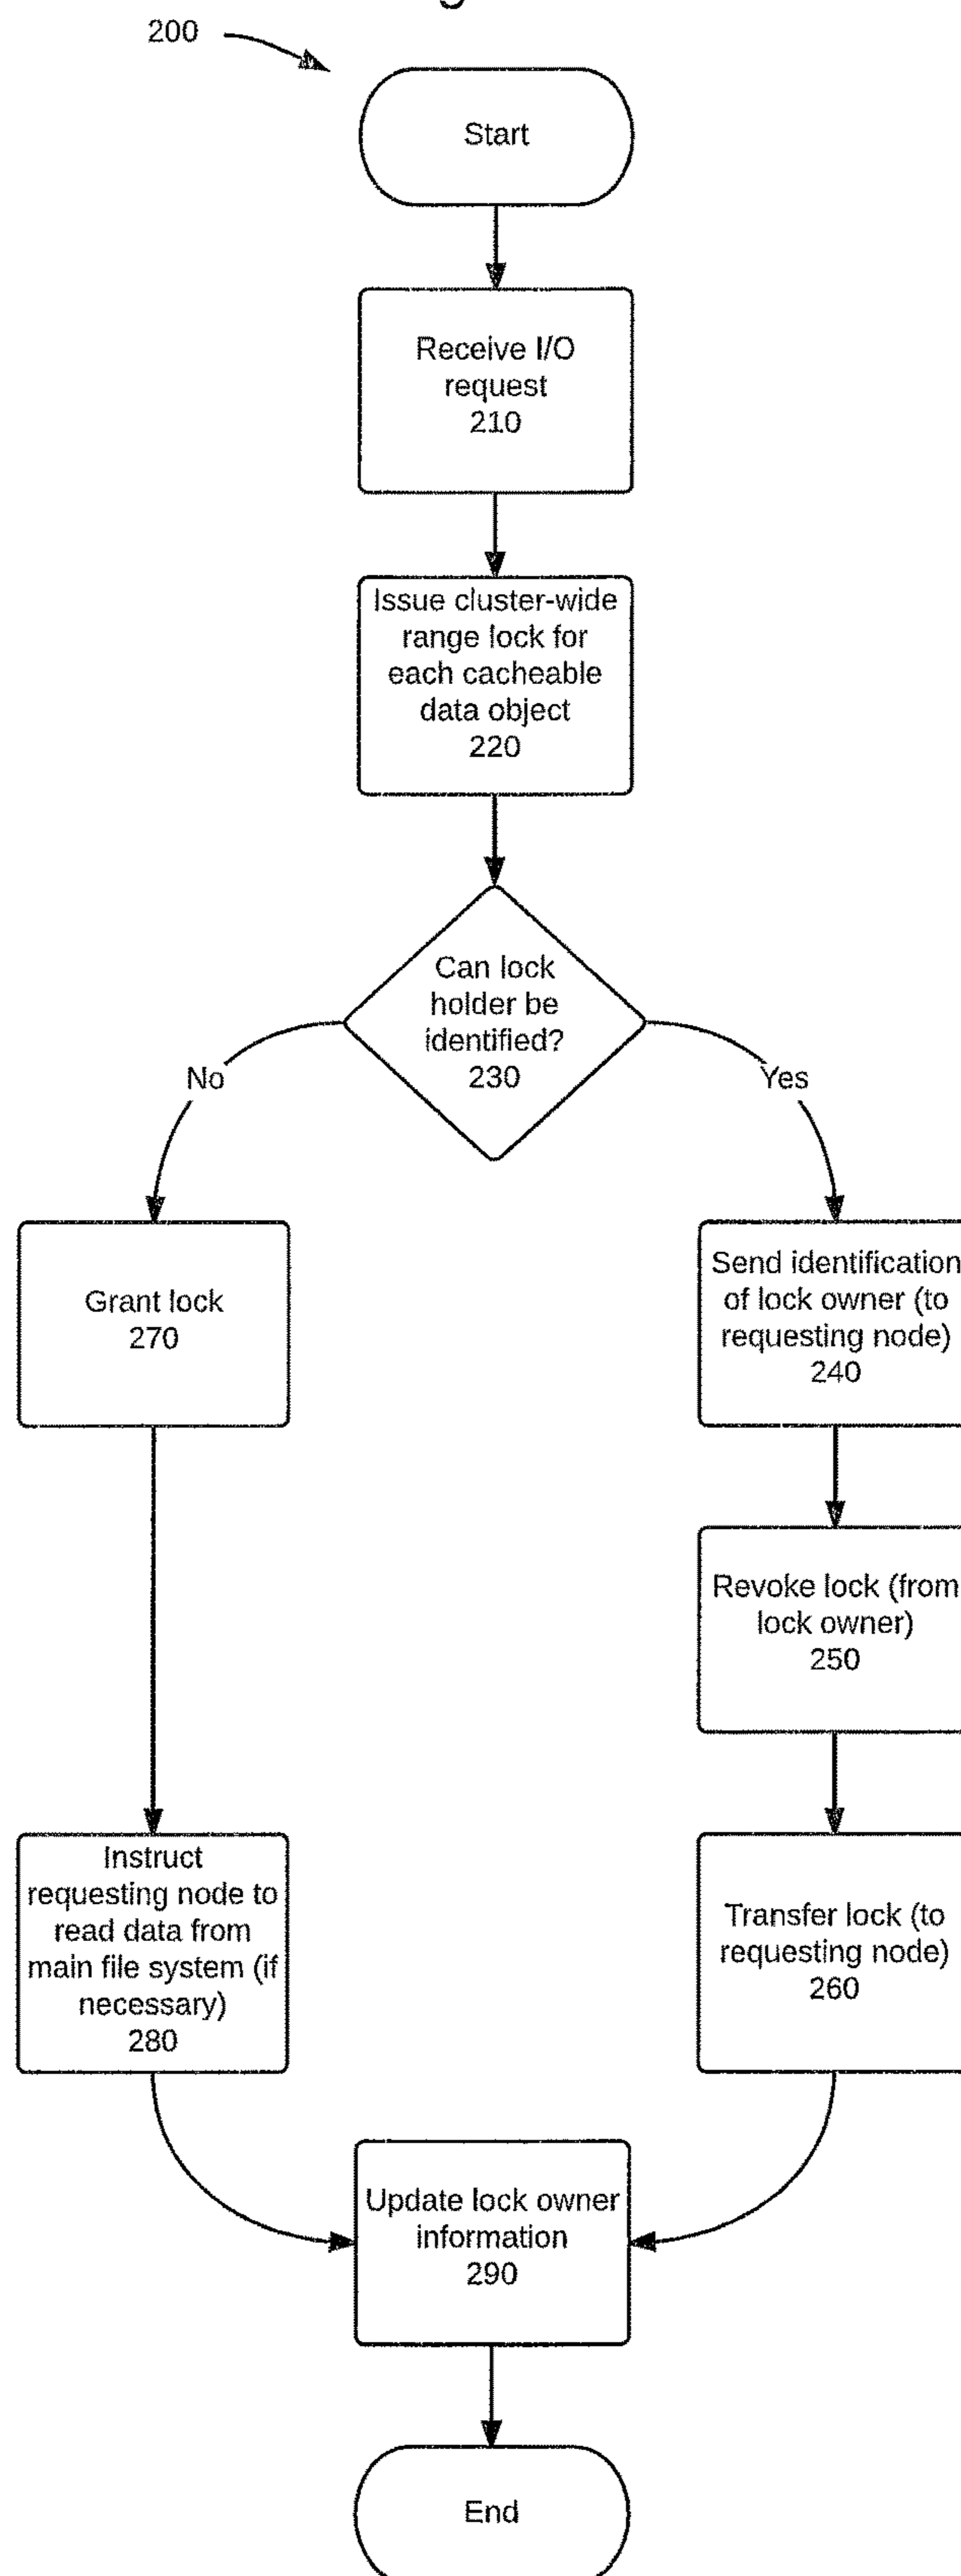 200
Start
Receive I/O
request
210
Issue cluster-wide
range lock for
each cacheable
data object
220
Can lock
holder be
identified?
230
No
Yes
Grant lock
270
Send identification
of lock owner (to
requesting node)
240
Revoke lock (from
lock owner)
250
Instruct
requesting node to
read data from
main file system (if
necessary)
280
Transfer lock (to
requesting node)
260
Update lock owner
information
290
End